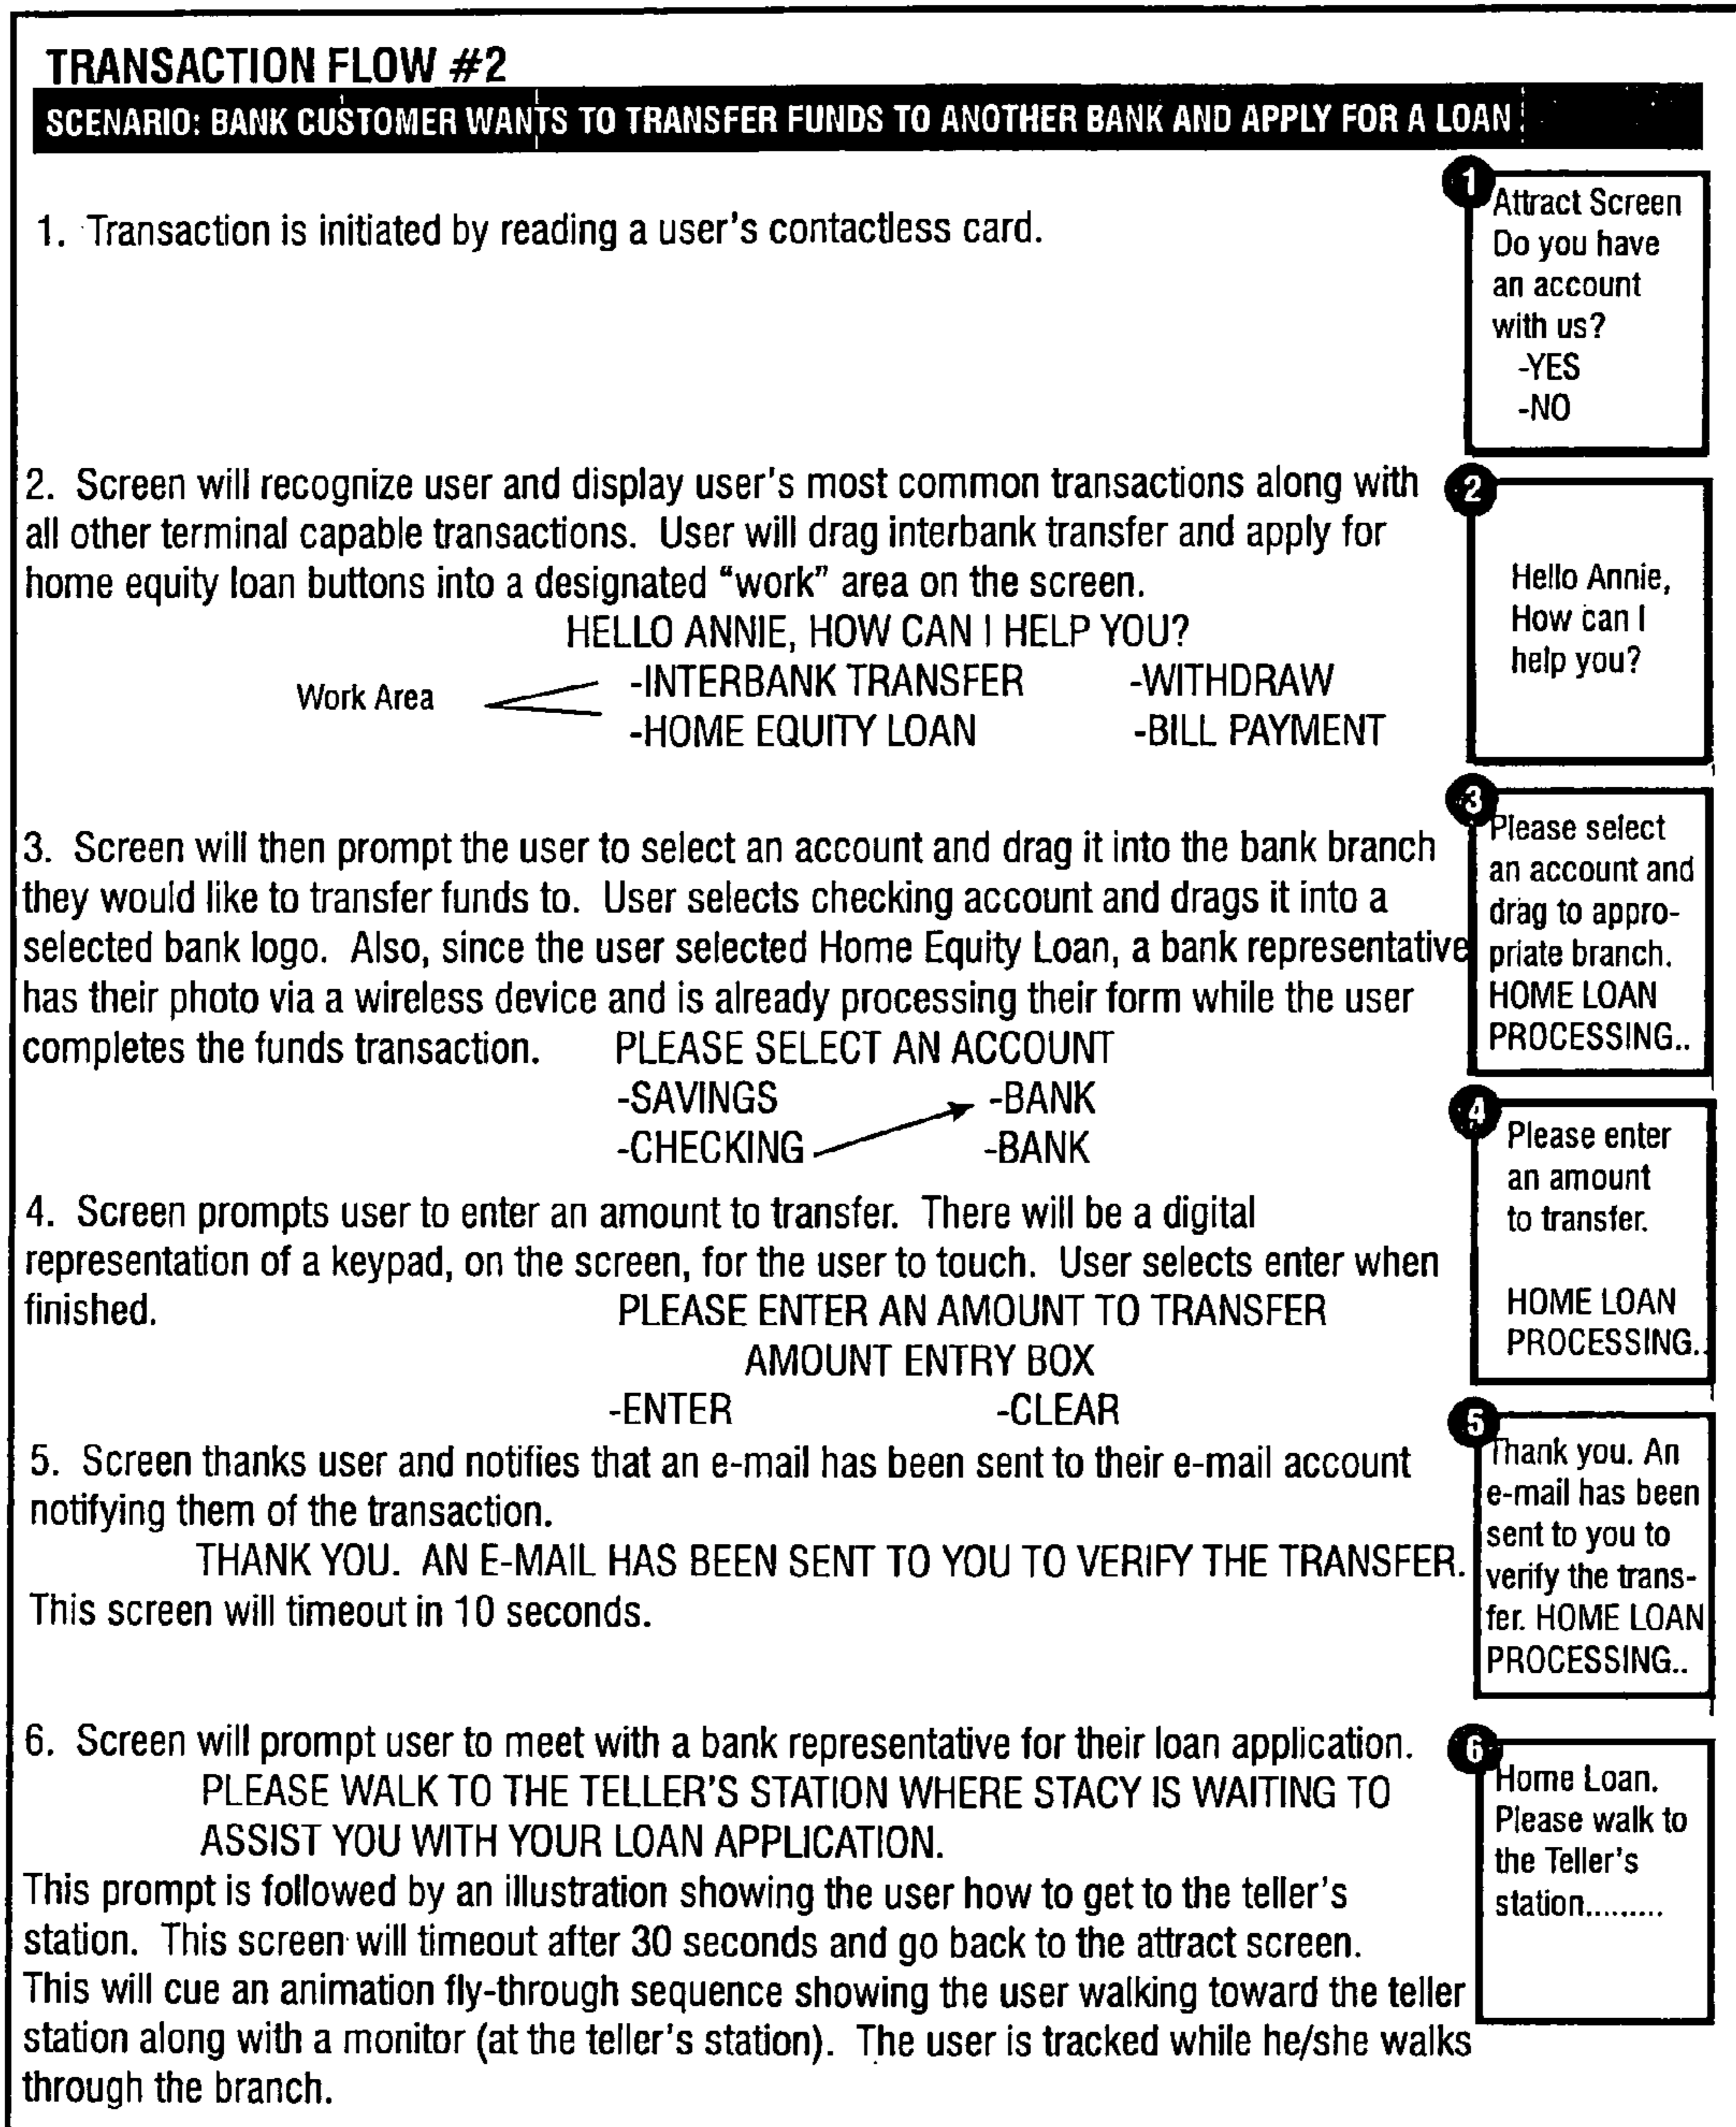 TRANSACTION FLOW #2
SCENARIO: BANK CUSTOMER WANTS TO TRANSFER FUNDS TO ANOTHER BANK AND APPLY FOR A LOAN
1. Transaction is initiated by reading a user's contactless card.
1
Attract Screen
Do you have
an account
with us?
-YES
-NO
2. Screen will recognize user and display user's most common transactions along with
all other terminal capable transactions. User will drag interbank transfer and apply for
home equity loan buttons into a designated “work” area on the screen.
HELLO ANNIE, HOW CAN I HELP YOU?
Work Area -INTERBANK TRANSFER -WITHDRAW
-HOME EQUITY LOAN -BILL PAYMENT
2
Hello Annie,
How can I
help you?
3. Screen will then prompt the user to select an account and drag it into the bank branch
they would like to transfer funds to. User selects checking account and drags it into a
selected bank logo. Also, since the user selected Home Equity Loan, a bank representative
has their photo via a wireless device and is already processing their form while the user
completes the funds transaction. PLEASE SELECT AN ACCOUNT
-SAVINGS -BANK
-CHECKING -BANK
3
Please select
an account and
drag to appro-
priate branch.
HOME LOAN
PROCESSING..
4. Screen prompts user to enter an amount to transfer. There will be a digital
representation of a keypad, on the screen, for the user to touch. User selects enter when
finished. PLEASE ENTER AN AMOUNT TO TRANSFER
AMOUNT ENTRY BOX
-ENTER -CLEAR
4
Please enter
an amount
to transfer.
HOME LOAN
PROCESSING..
5. Screen thanks user and notifies that an e-mail has been sent to their e-mail account
notifying them of the transaction.
THANK YOU. AN E-MAIL HAS BEEN SENT TO YOU TO VERIFY THE TRANSFER.
This screen will timeout in 10 seconds.
5
Thank you. An
e-mail has been
sent to you to
verify the trans-
fer. HOME LOAN
PROCESSING..
6. Screen will prompt user to meet with a bank representative for their loan application.
PLEASE WALK TO THE TELLER'S STATION WHERE STACY IS WAITING TO
ASSIST YOU WITH YOUR LOAN APPLICATION.
This prompt is followed by an illustration showing the user how to get to the teller's
station. This screen will timeout after 30 seconds and go back to the attract screen.
This will cue an animation fly-through sequence showing the user walking toward the teller
station along with a monitor (at the teller's station). The user is tracked while he/she walks
through the branch.
6
Home Loan.
Please walk to
the Teller's
station.........